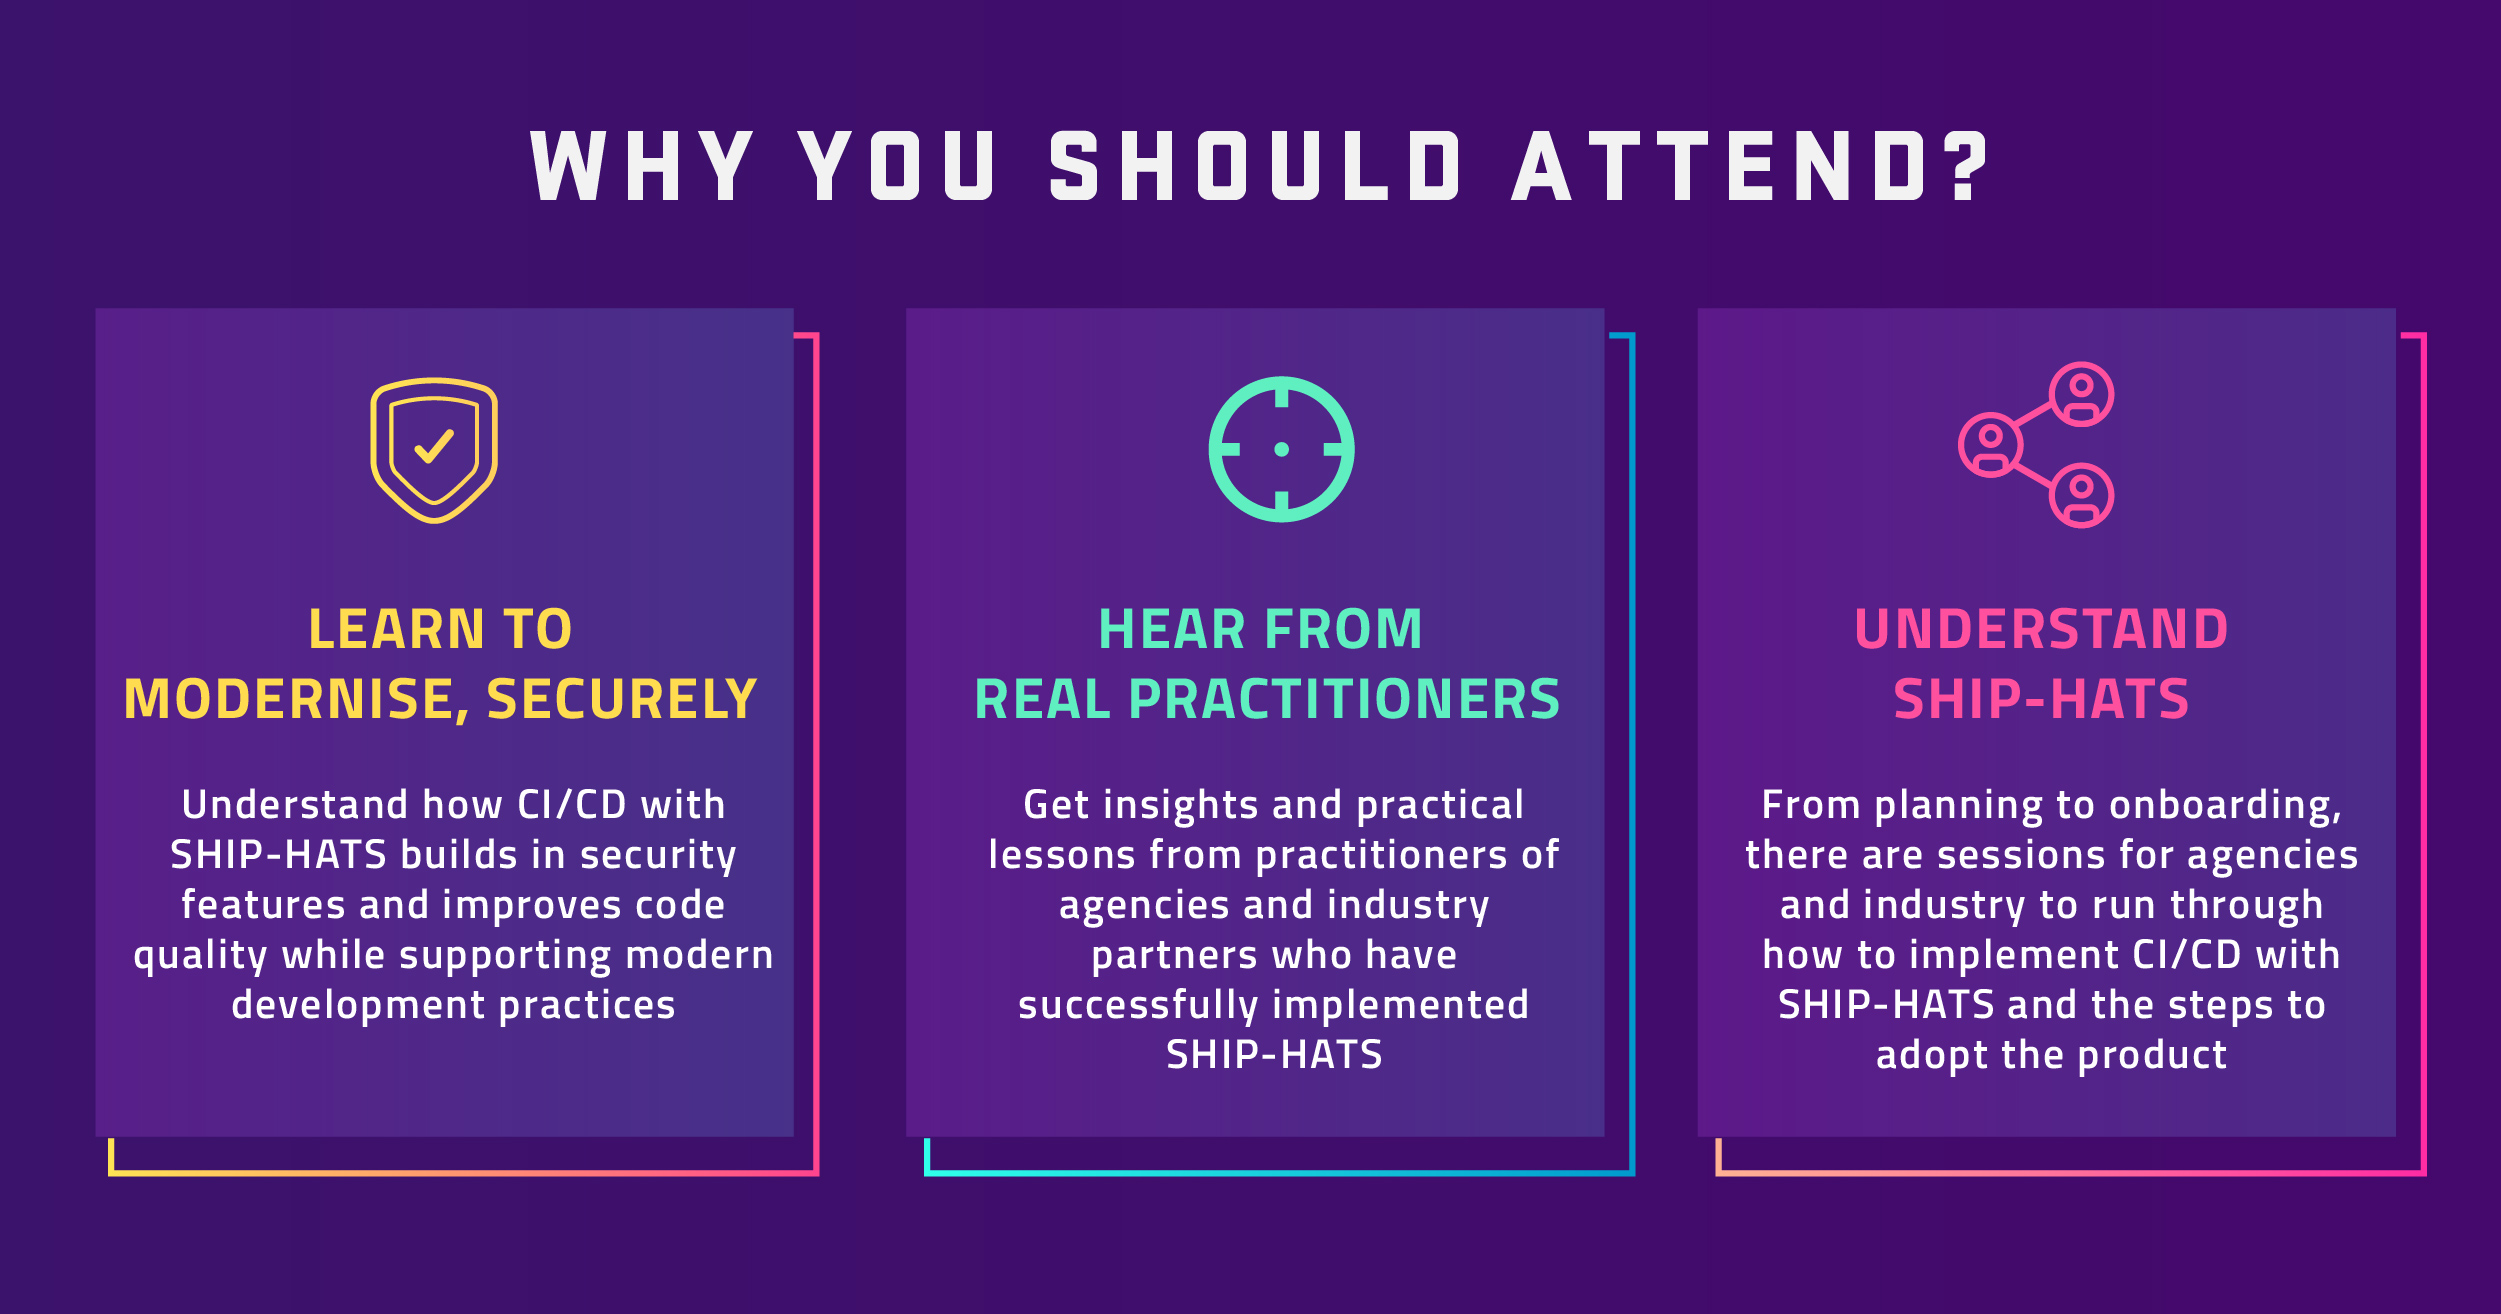 WHY YOU SHOULD ATTEND?
LEARN TO
MODERNISE, SECURELY
Understand how CI/CD with
SHIP-HATS builds in security
features and improves code
quality while supporting modern
development practices
HEAR FROM
REAL PRACTITIONERS
Get insights and practical
lessons from practitioners of
agencies and industry
partners who have
successfully implemented
SHIP-HATS
UNDERSTAND
SHIP-HATS
From planning to onboarding,
there are sessions for agencies
and industry to run through
how to implement CI/CD with
SHIP-HATS and the steps to
adopt the product